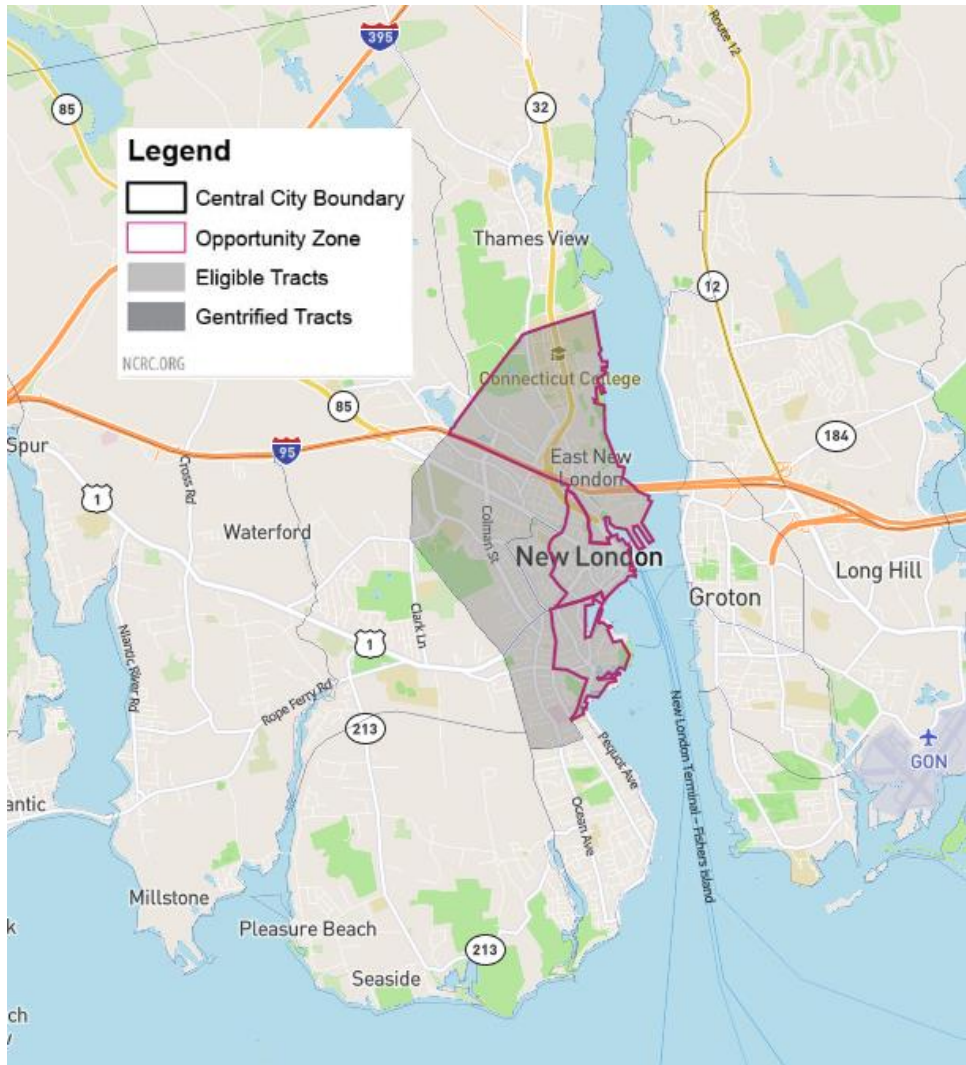 395
Route 12
85
32
Legend
Central City Boundary
Opportunity Zone
Eligible Tracts
Gentrified Tracts
NCRC.ORG
Thames View
12
Connecticut College
85
184
95
Spur
Cross Rd
East New
London
1
Colman St
Waterford
New London
Long Hill
Groton
Clark Ln
1
Niantic River Rd
Rope Ferry Rd
213
New London Terminal – Fishers Island
Pequot Ave
GON
antic
Ocean Ave
Millstone
Pleasure Beach
k
213
Seaside
ch